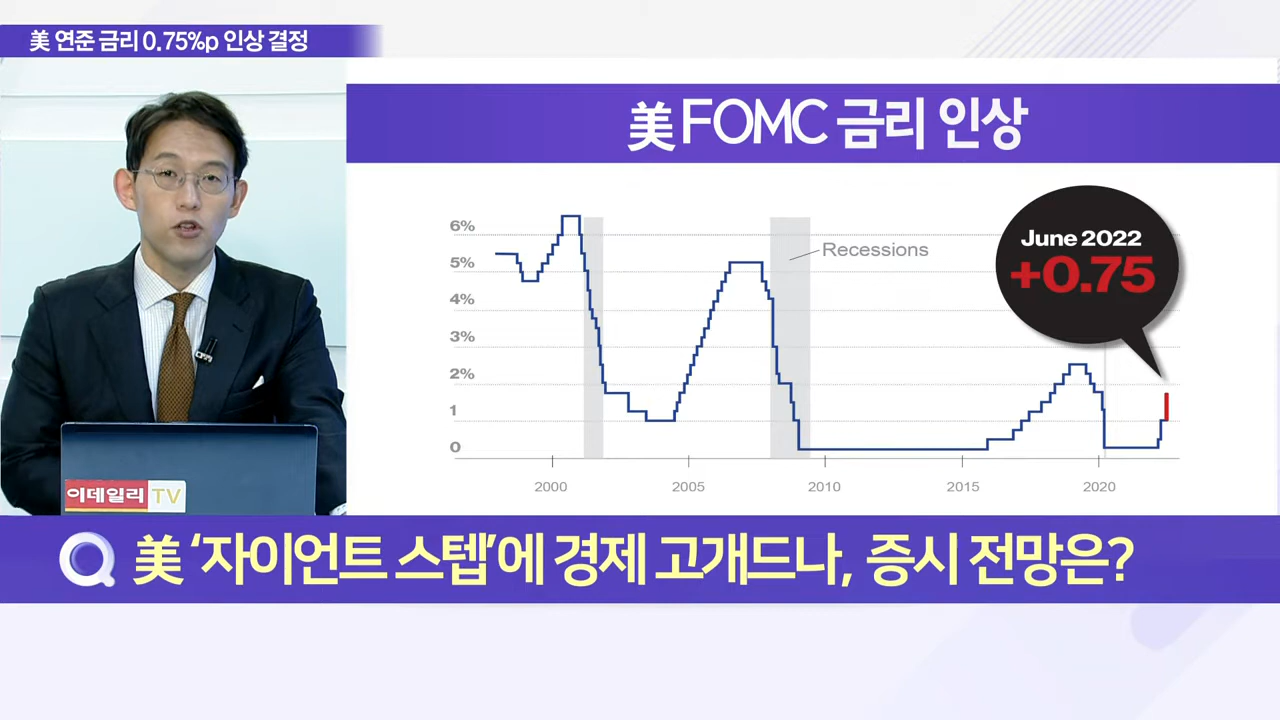 美 연준 금리 0.75%p 인상 결정
美 FOMC 금리 인상
6%
5%
4%
3%
2%
1
0
Recessions
June 2022
+0.75
2000
2005
2010
2015
2020
이데일리 TV
Q 美 ‘자이언트 스텝’에 경제 고개드나, 증시 전망은?